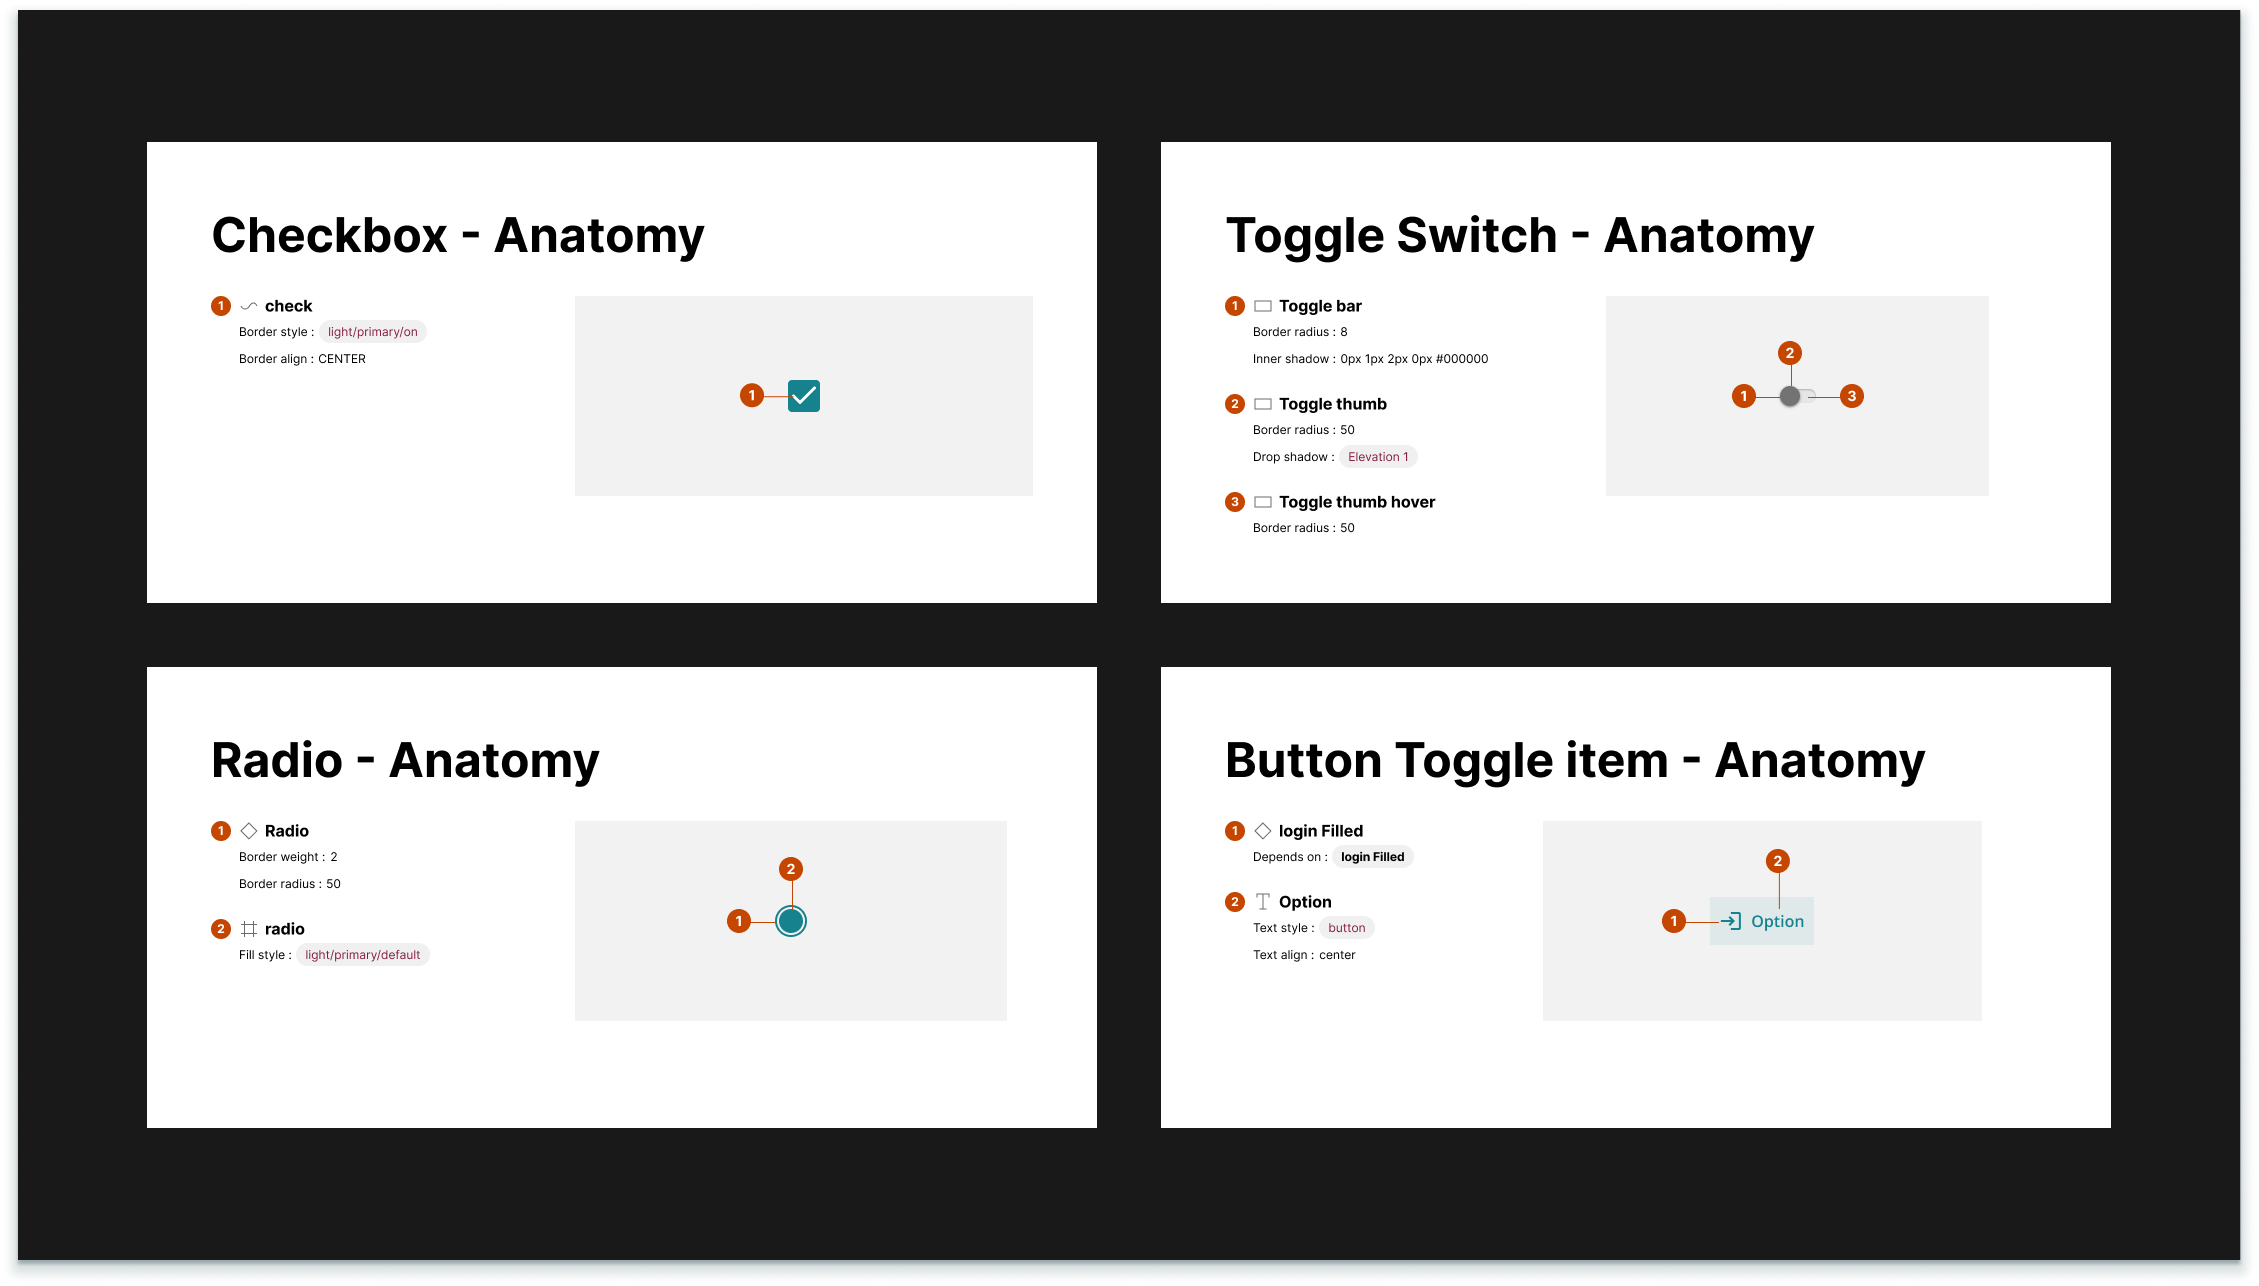 Checkbox - Anatomy
1 check
Border style : light/primary/on
Border align : CENTER
1
Toggle Switch - Anatomy
1 Toggle bar
Border radius : 8
Inner shadow : 0px 1px 2px 0px #000000
2 Toggle thumb
Border radius : 50
Drop shadow : Elevation 1
3 Toggle thumb hover
Border radius : 50
2
1 3
Radio - Anatomy
1 Radio
Border weight : 2
Border radius : 50
2 radio
Fill style : light/primary/default
2
1
Button Toggle item - Anatomy
1 login Filled
Depends on : login Filled
2 Option
Text style : button
Text align : center
2
1 Option